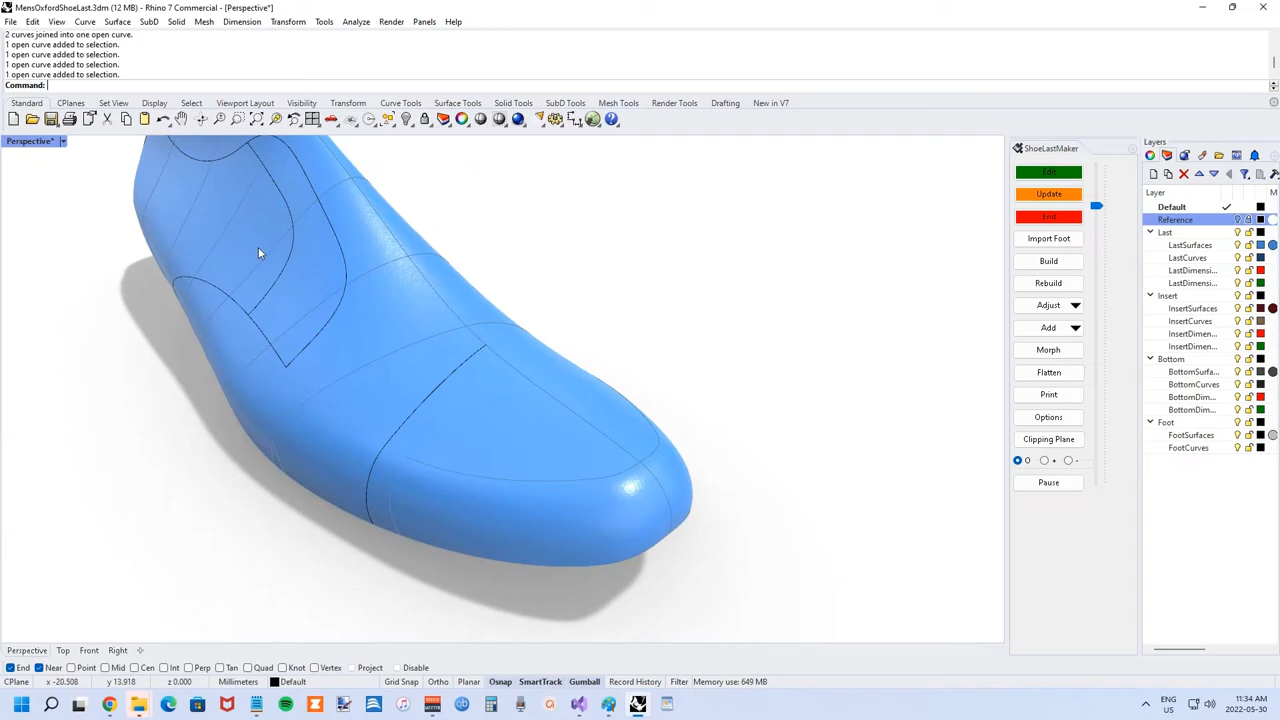 MensOxfordShoeLast.3dm (12 MB) - Rhino 7 Commercial - [Perspective*]
File Edit View Curve Surface SubD Solid Mesh Dimension Transform Tools Analyze Render Panels Help
2 curves joined into one open curve.
1 open curve added to selection.
1 open curve added to selection.
1 open curve added to selection.
1 open curve added to selection.
Command:
Standard CPlanes Set View Display Select Viewport Layout Visibility Transform Curve Tools Surface Tools Solid Tools SubD Tools Mesh Tools Render Tools Drafting New in V7
Perspective*
ShoeLastMaker
Edit
Update
End
Import Foot
Build
Rebuild
Adjust
Add
Morph
Flatten
Print
Options
Clipping Plane
0 + -
Pause
Layers
Layer M
Default
Reference
Last
LastSurfaces
LastCurves
LastDimensi...
LastDimensi...
Insert
InsertSurfaces
InsertCurves
InsertDimen...
InsertDimen...
Bottom
BottomSurfa...
BottomCurves
BottomDim...
BottomDim...
Foot
FootSurfaces
FootCurves
Perspective Top Front Right
End Near Point Mid Cen Int Perp Tan Quad Knot Vertex Project Disable
CPlane x -20.508 y 13.918 z 0.000 Millimeters Default Grid Snap Ortho Planar Osnap SmartTrack Gumball Record History Filter Memory use: 649 MB
ENG
US
11:34 AM
2022-05-30